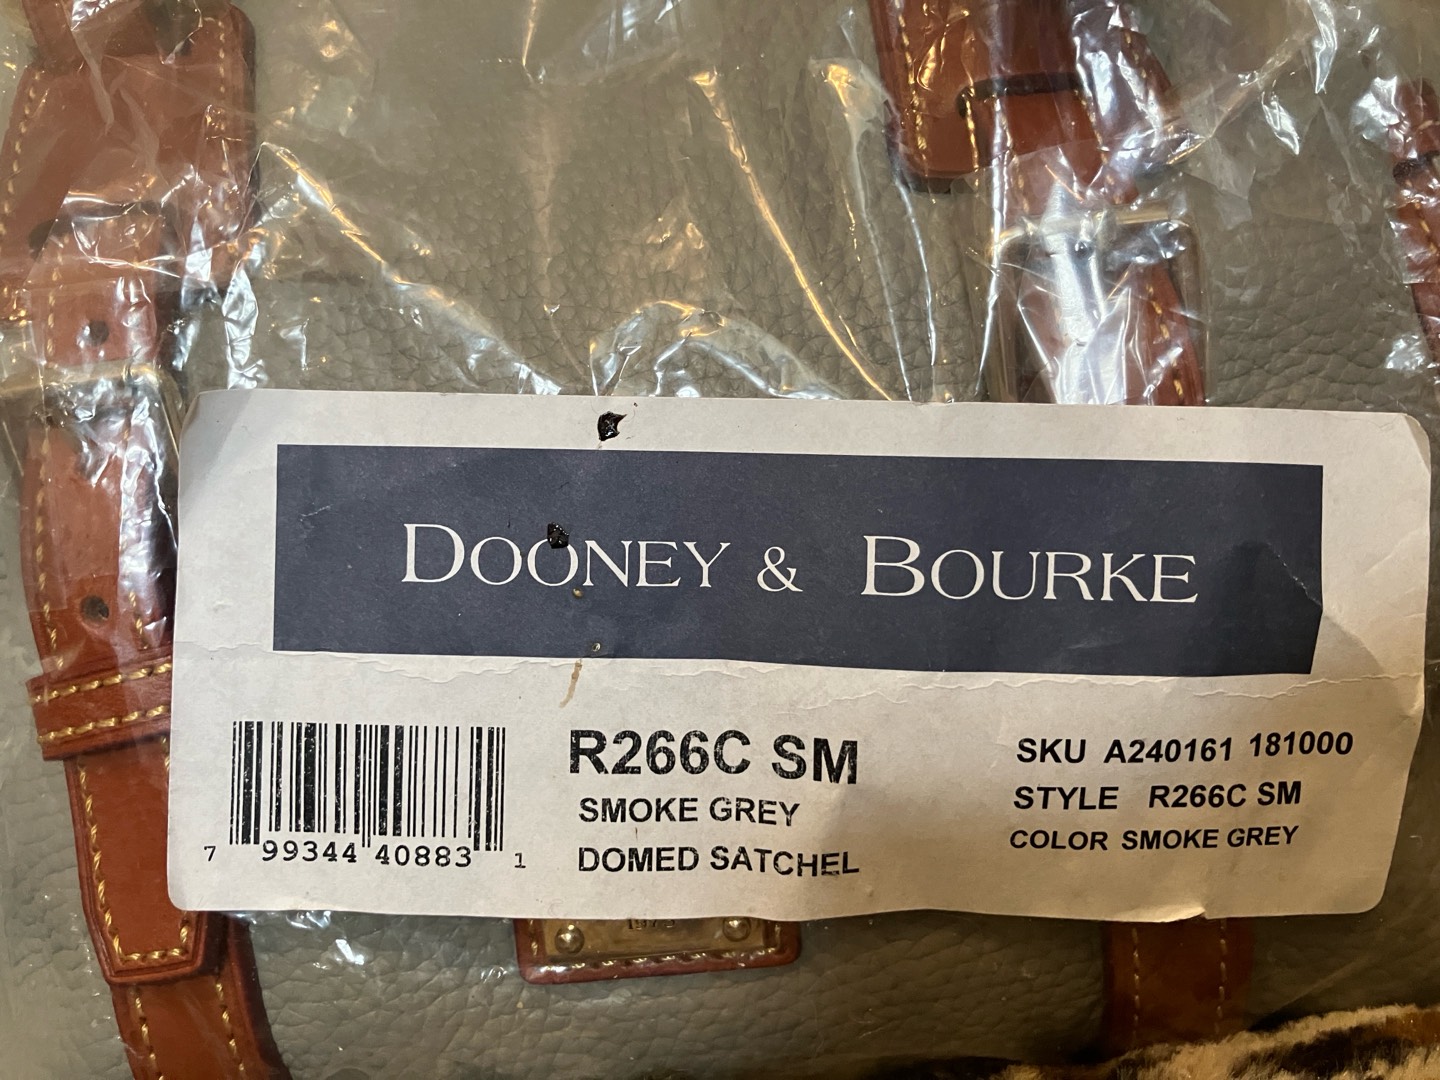 DOONEY & BOURKE
R266C SM
SMOKE GREY
DOMED SATCHEL
SKU A240161 181000
STYLE R266C SM
COLOR SMOKE GREY
7 99344 40883 1